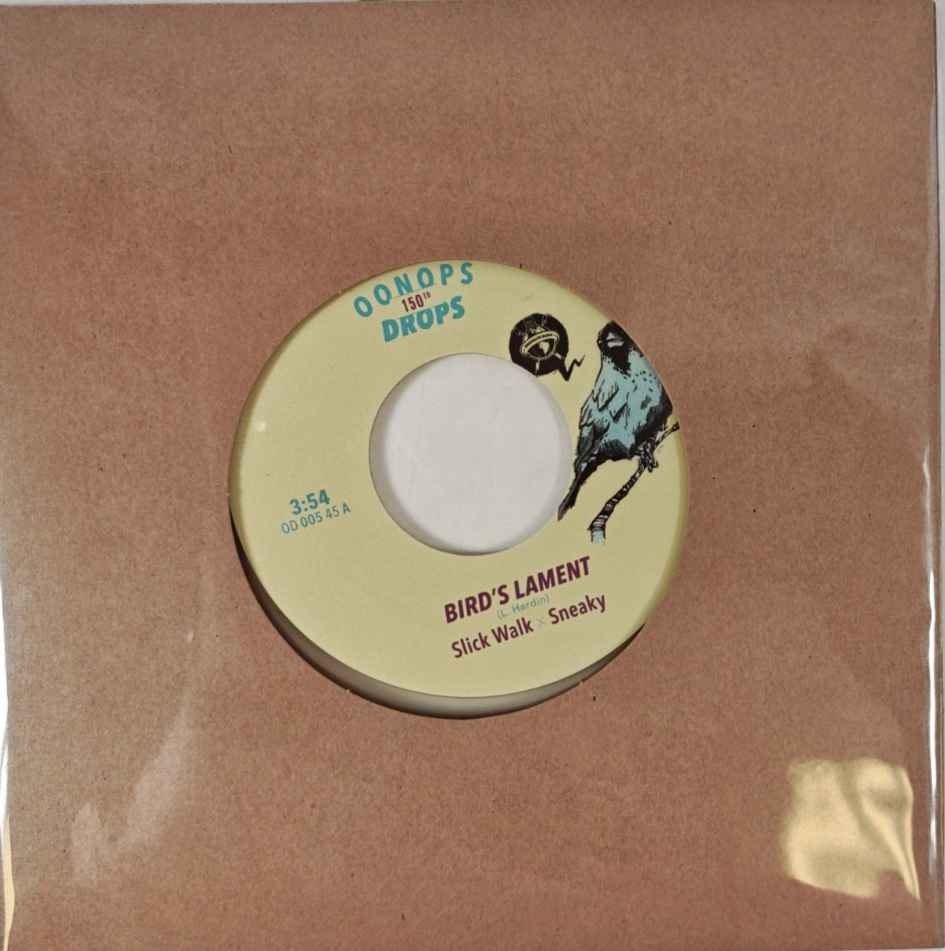 OONOPS
150th
DROPS
3:54
OD 005 45 A
BIRD'S LAMENT
(L. Hardin)
Slick Walk x Sneaky